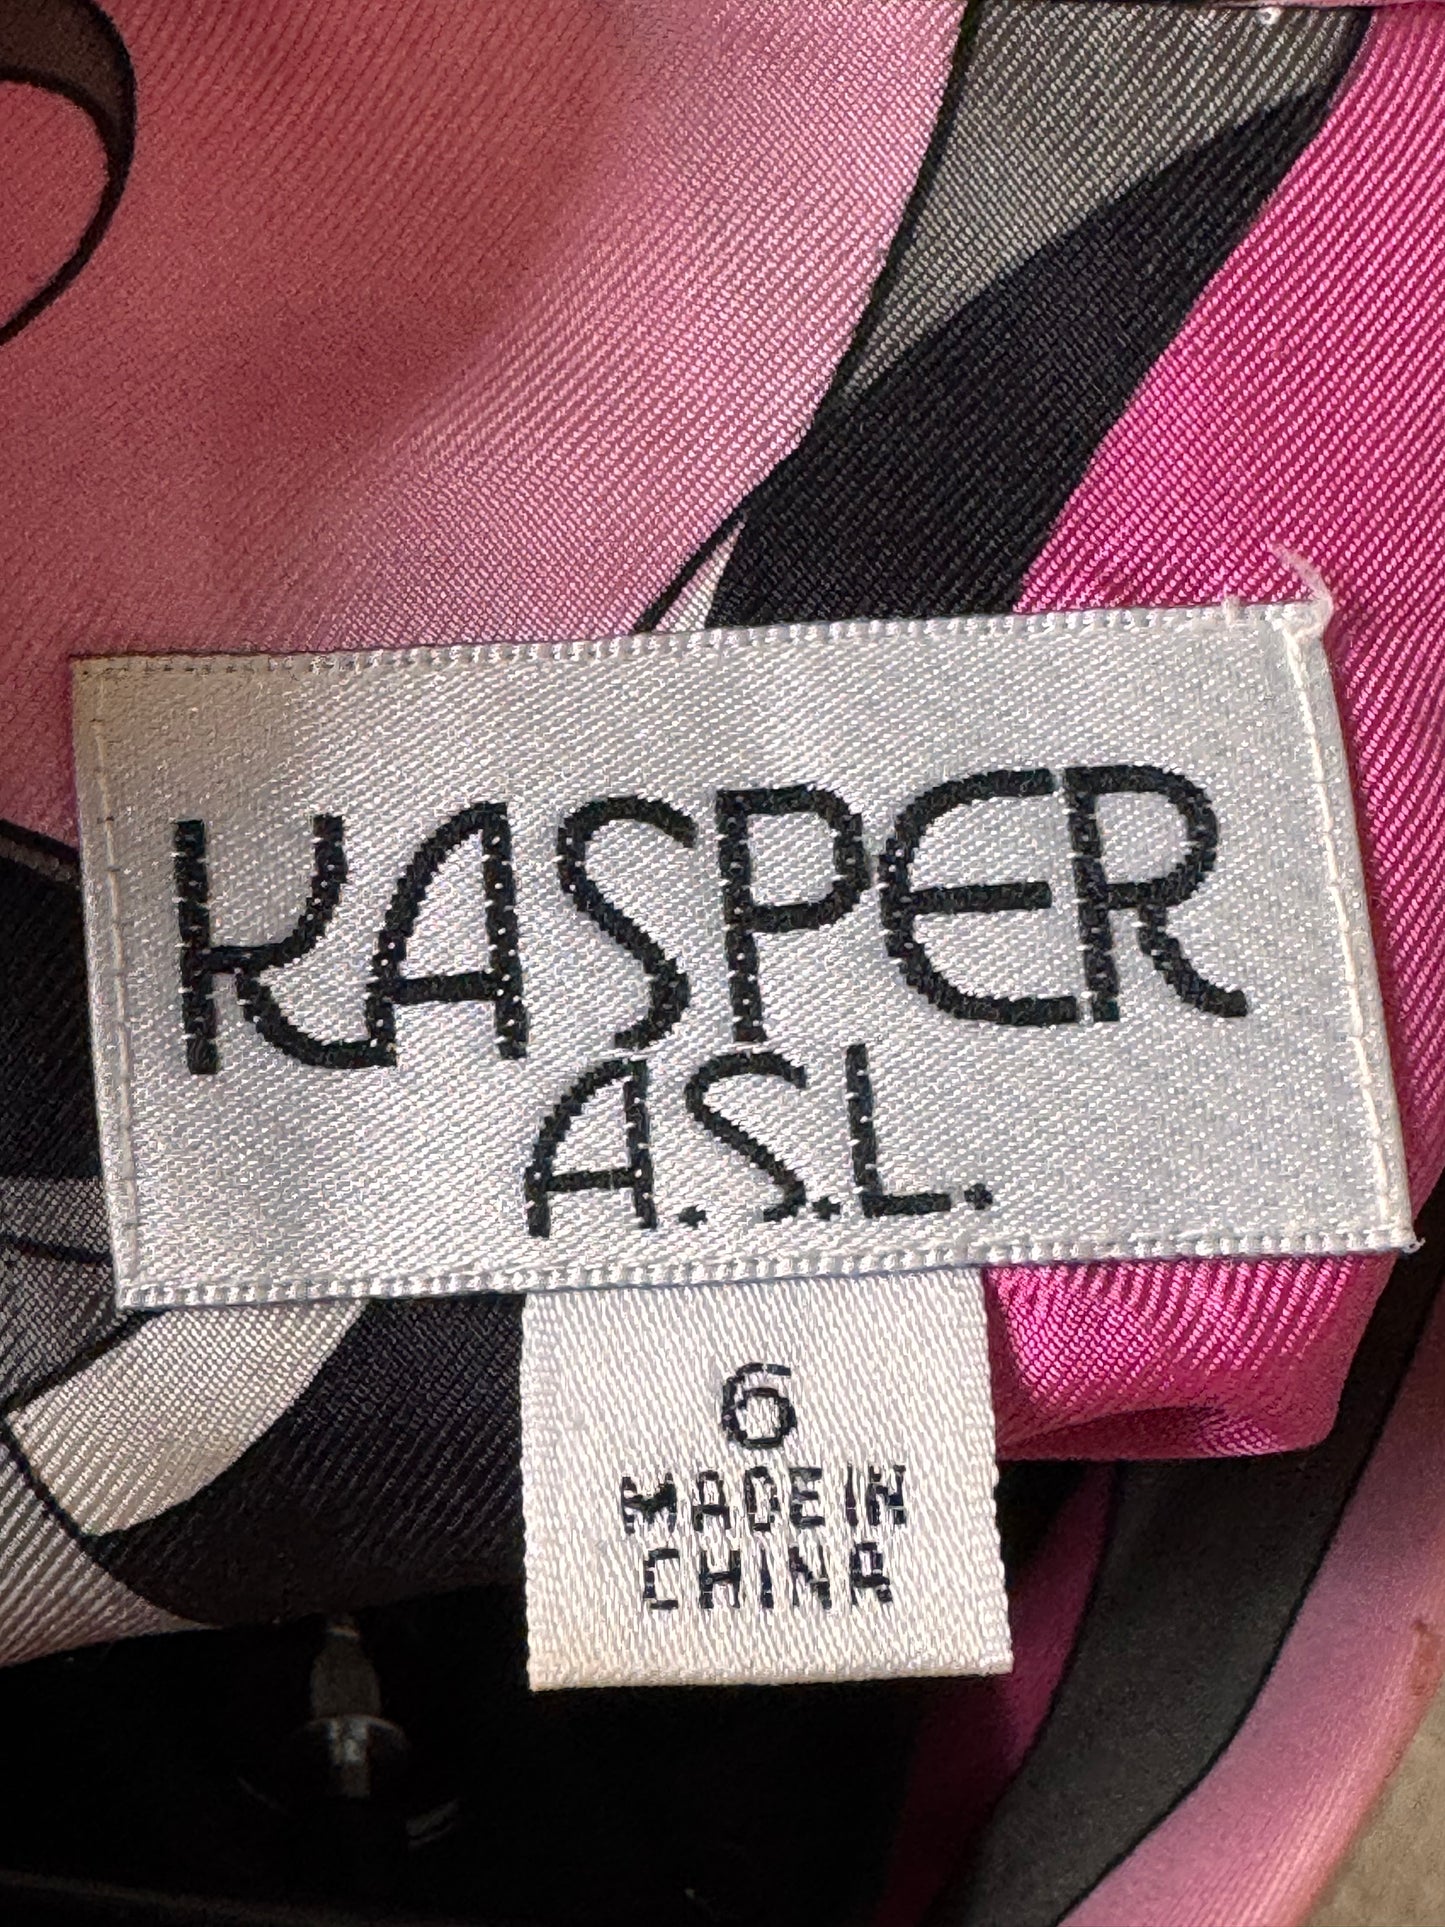 KASPER
A.S.L.
6
MADE IN
CHINA